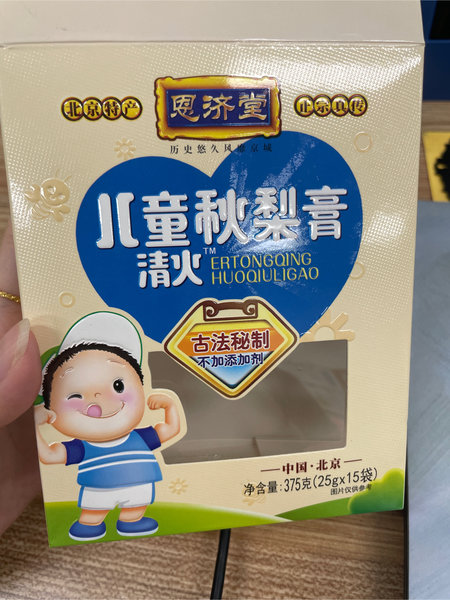 北京特产
恩济堂
正宗真传
历史悠久风靡京城
儿童秋梨膏
清火™
ERTONGQING
HUOQIULIGAO
古法秘制
不加添加剂
中国·北京
净含量:375克(25g×15袋)
图片仅供参考